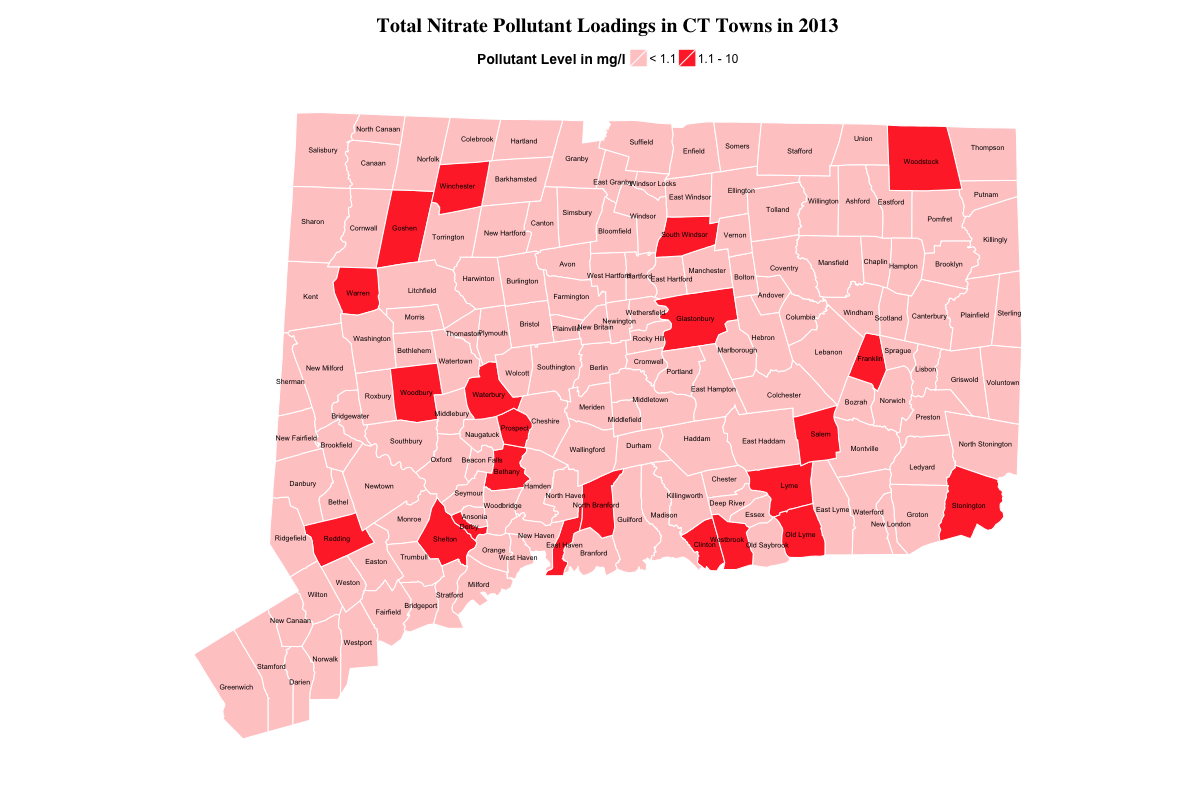 Total Nitrate Pollutant Loadings in CT Towns in 2013
Pollutant Level in mg/l < 1.1 1.1 - 10
North Canaan
Colebrook
Hartland
Salisbury
Canaan
Norfolk
Granby
Suffield
Enfield
Somers
Stafford
Union
Woodstock
Thompson
Winchester
Barkhamsted
East Granby
Windsor Locks
East Windsor
Ellington
Tolland
Willington
Ashford
Eastford
Putnam
Sharon
Cornwall
Goshen
Torrington
New Hartford
Canton
Simsbury
Bloomfield
Windsor
South Windsor
Vernon
Pomfret
Killingly
Kent
Warren
Litchfield
Harwinton
Burlington
Avon
West Hartford
Hartford
East Hartford
Manchester
Bolton
Coventry
Mansfield
Chaplin
Hampton
Brooklyn
Morris
Farmington
Andover
Washington
Bethlehem
Thomaston
Plymouth
Bristol
Plainville
New Britain
Newington
Wethersfield
Rocky Hill
Glastonbury
Hebron
Columbia
Windham
Scotland
Canterbury
Plainfield
Sterling
New Milford
Watertown
Wolcott
Southington
Berlin
Cromwell
Portland
Marlborough
Lebanon
Franklin
Sprague
Lisbon
Griswold
Voluntown
Sherman
Roxbury
Woodbury
Waterbury
Middlebury
Meriden
Middletown
East Hampton
Colchester
Bozrah
Norwich
Preston
Bridgewater
Prospect
Cheshire
Middlefield
New Fairfield
Brookfield
Southbury
Naugatuck
Wallingford
Durham
Haddam
East Haddam
Salem
Montville
North Stonington
Oxford
Beacon Falls
Bethany
Ledyard
Danbury
Bethel
Newtown
Seymour
Hamden
North Haven
North Branford
Killingworth
Chester
Deep River
Lyme
Stonington
Monroe
Woodbridge
Ansonia
Derby
Guilford
Madison
Essex
East Lyme
Waterford
New London
Groton
Ridgefield
Redding
Shelton
New Haven
East Haven
Clinton
Westbrook
Old Saybrook
Old Lyme
Easton
Trumbull
Orange
West Haven
Branford
Wilton
Weston
Milford
Stratford
Bridgeport
Fairfield
New Canaan
Westport
Norwalk
Stamford
Darien
Greenwich